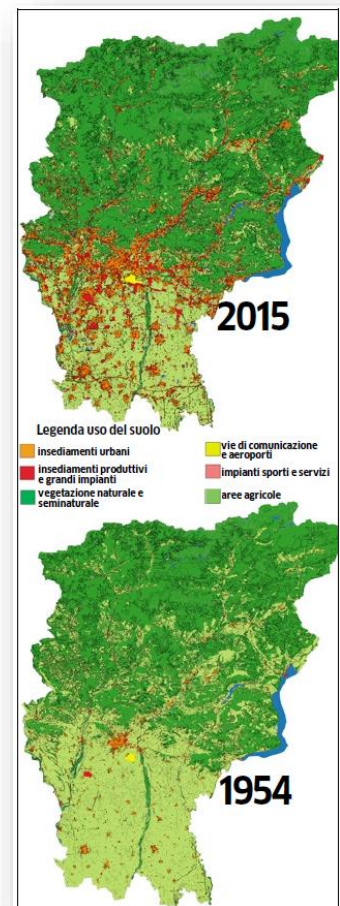 2015
Legenda uso del suolo
insediamenti urbani
insediamenti produttivi
e grandi impianti
vegetazione naturale e
seminaturale
vie di comunicazione
e aeroporti
impianti sporti e servizi
aree agricole
1954